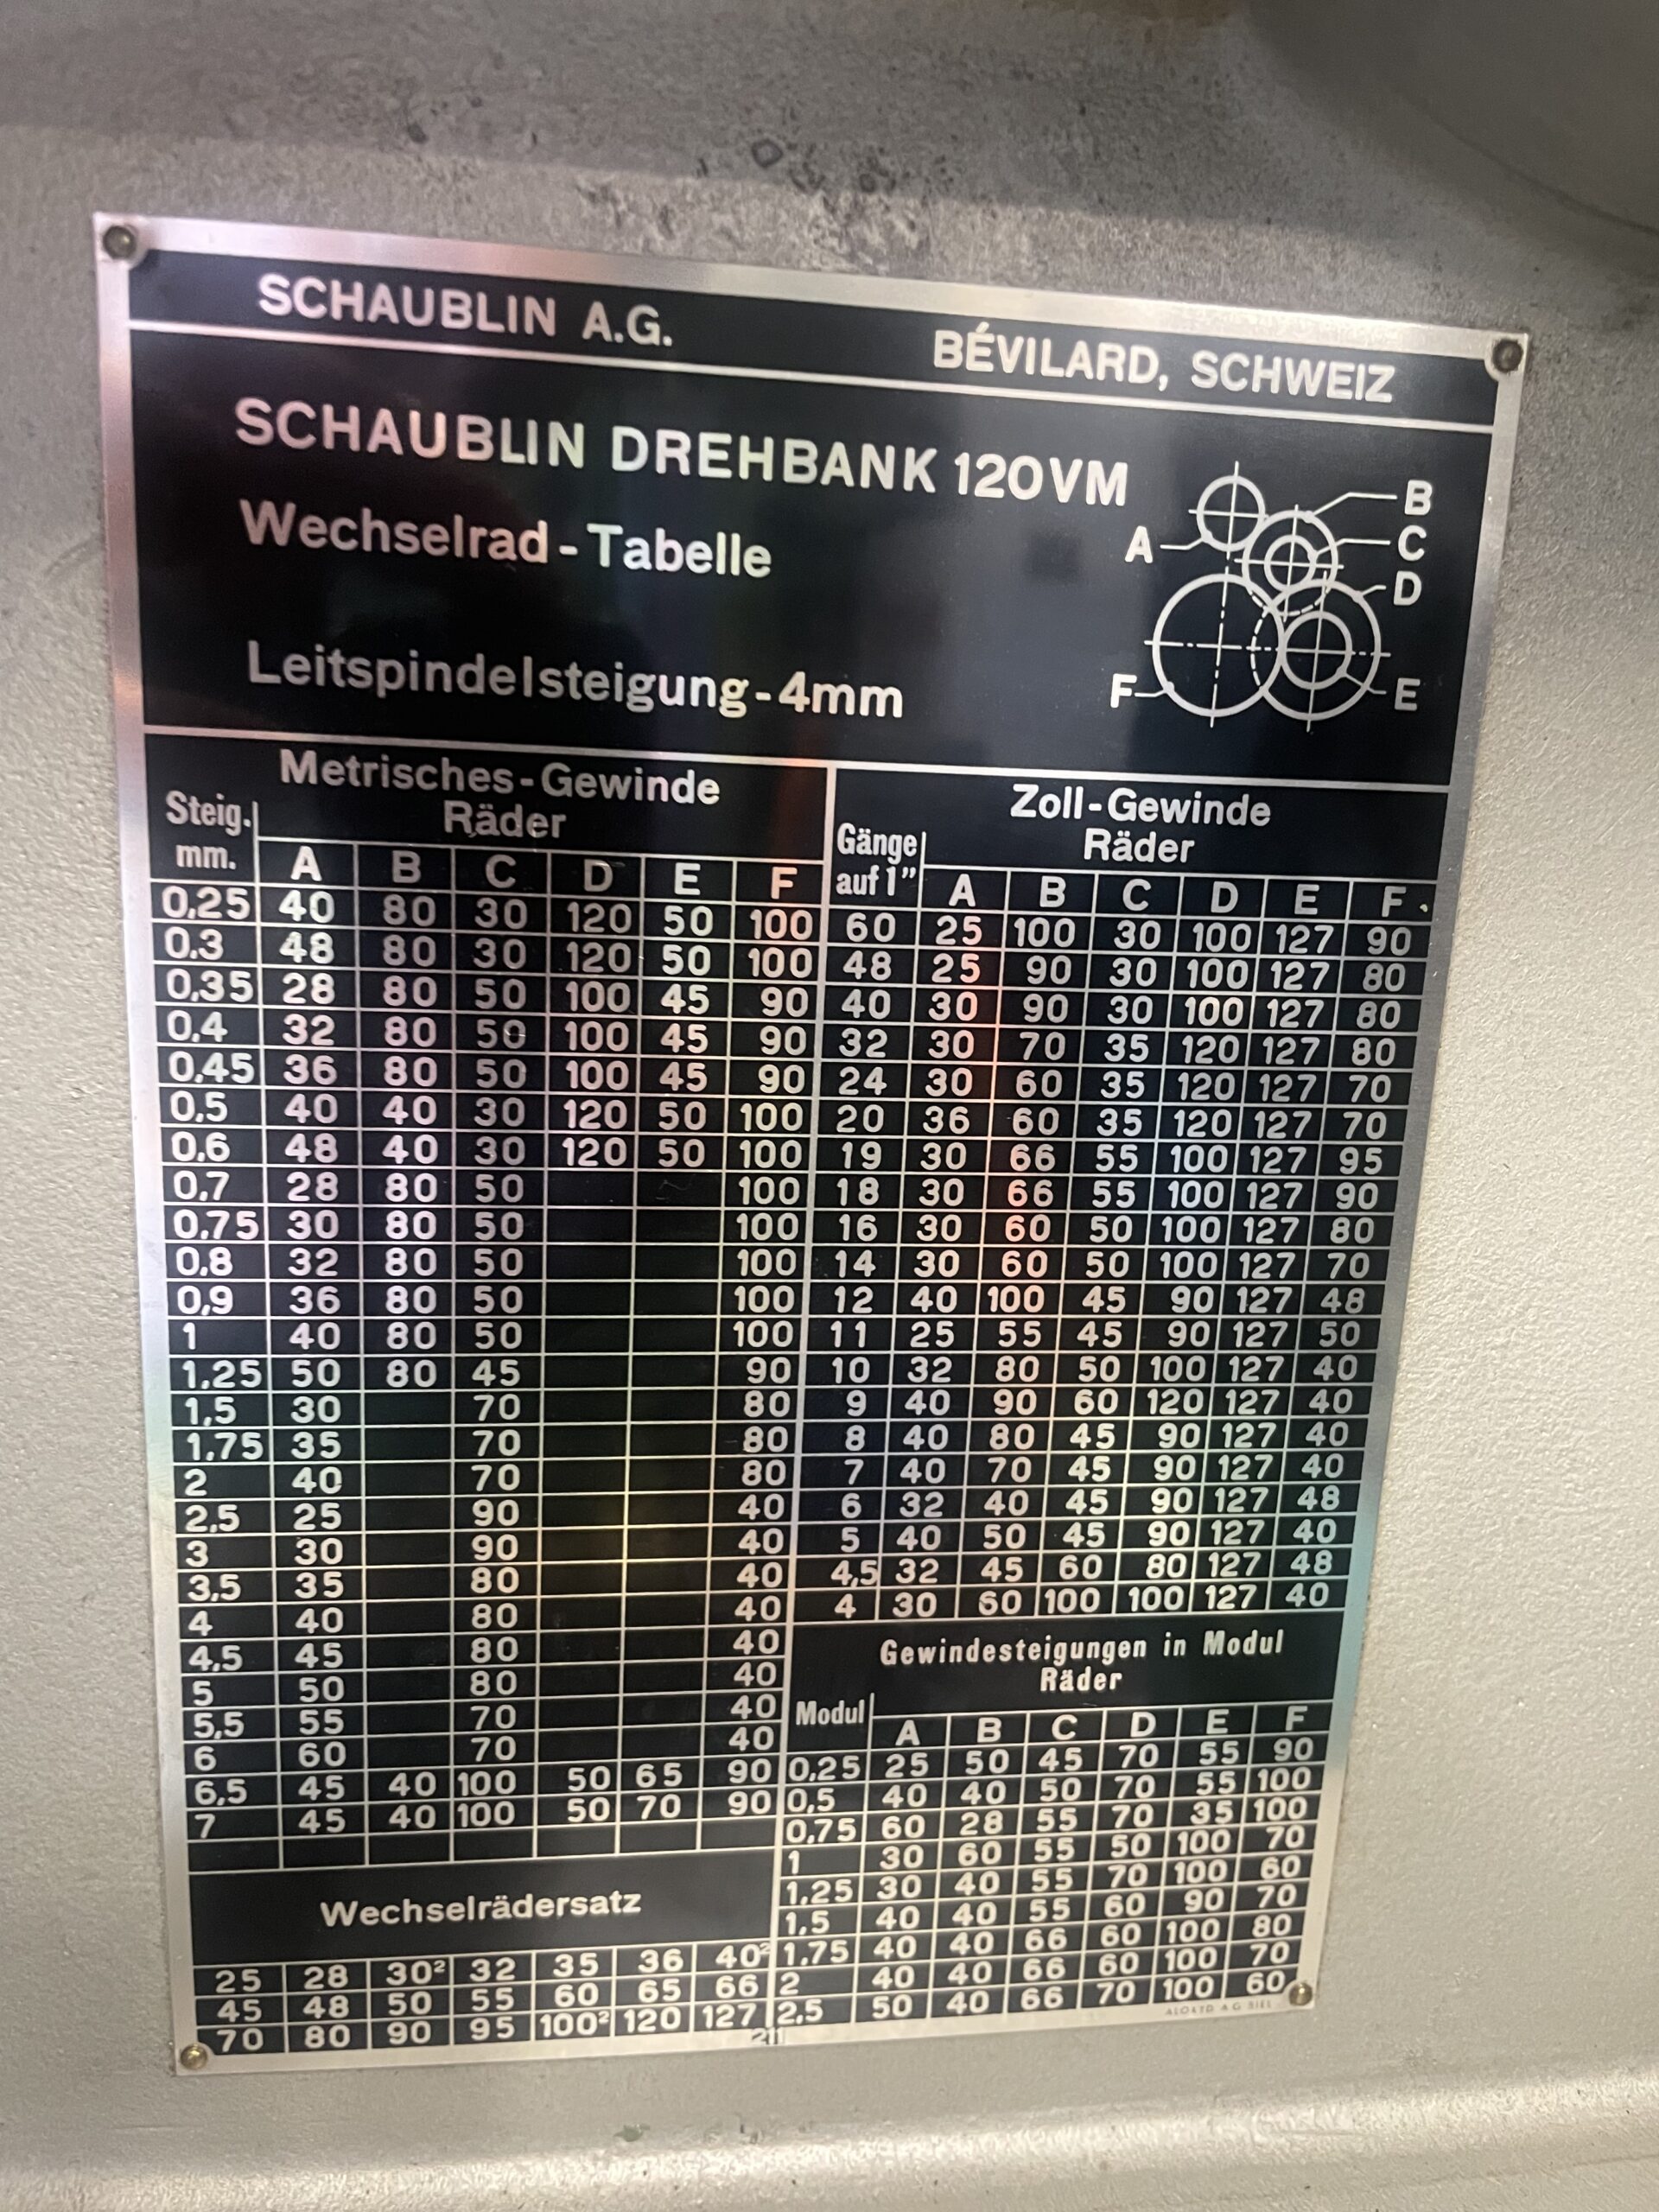 SCHAUBLIN A.G. BÉVILARD, SCHWEIZ
SCHAUBLIN DREHBANK 120VM
Wechselrad - Tabelle
Leitspindelsteigung - 4mm
A B C D E F
Metrisches - Gewinde
Räder
Steig. mm. A B C D E F
0,25 40 80 30 120 50 100
0,3 48 80 30 120 50 100
0,35 28 80 50 100 45 90
0,4 32 80 50 100 45 90
0,45 36 80 50 100 45 90
0,5 40 40 30 120 50 100
0,6 48 40 30 120 50 100
0,7 28 80 50 100
0,75 30 80 50 100
0,8 32 80 50 100
0,9 36 80 50 100
1 40 80 50 100
1,25 50 80 45 90
1,5 30 70 80
1,75 35 70 80
2 40 70 80
2,5 25 90 40
3 30 90 40
3,5 35 80 40
4 40 80 40
4,5 45 80 40
5 50 80 40
5,5 55 70 40
6 60 70 40
6,5 45 40 100 50 65 90
7 45 40 100 50 70 90
Zoll - Gewinde
Räder
Gänge auf 1" A B C D E F
60 25 100 30 100 127 90
48 25 90 30 100 127 80
40 30 90 30 100 127 80
32 30 70 35 120 127 80
24 30 60 35 120 127 70
20 36 60 35 120 127 70
19 30 66 55 100 127 95
18 30 66 55 100 127 90
16 30 60 50 100 127 80
14 30 60 50 100 127 70
12 40 100 45 90 127 48
11 25 55 45 90 127 50
10 32 80 50 100 127 40
9 40 90 60 120 127 40
8 40 80 45 90 127 40
7 40 70 45 90 127 40
6 32 40 45 90 127 48
5 40 50 45 90 127 40
4,5 32 45 60 80 127 48
4 30 60 100 100 127 40
Gewindesteigungen in Modul
Räder
Modul A B C D E F
0,25 25 50 45 70 55 90
0,5 40 40 50 70 55 100
0,75 60 28 55 70 35 100
1 30 60 55 50 100 70
1,25 30 40 55 70 100 60
1,5 40 40 55 60 90 70
1,75 40 40 66 60 100 80
2 40 40 66 60 100 70
2,5 50 40 66 70 100 60
Wechselrädersatz
25 28 30² 32 35 36 40²
45 48 50 55 60 65 66
70 80 90 95 100² 120 127
211